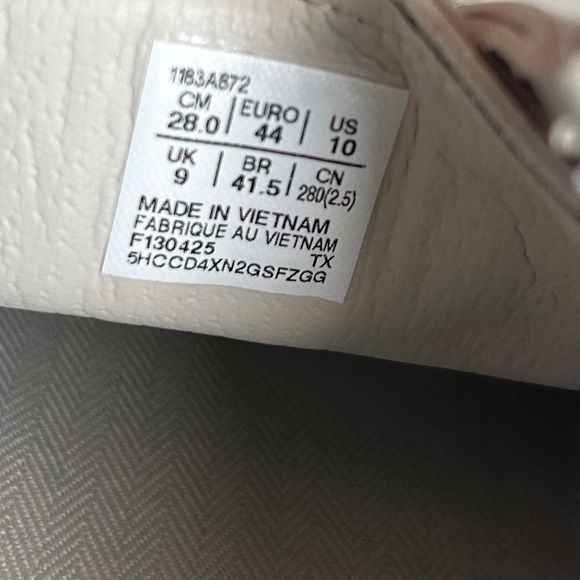 1183A872
CM 28.0 | EURO 44 | US 10
UK 9 | BR 41.5 | CN 280(2.5)
MADE IN VIETNAM
FABRIQUE AU VIETNAM
F130425 TX
5HCCD4XN2GSFZGG